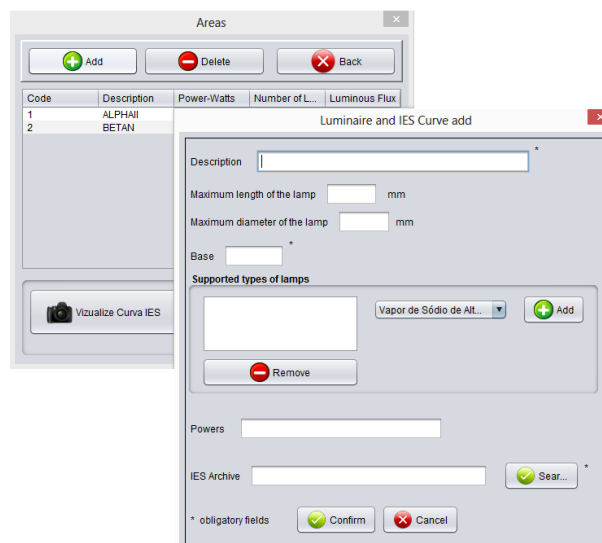 Areas
Add Delete Back
Code Description Power-Watts Number of L... Luminous Flux
1 ALPHAII
2 BETAN
Vizualize Curva IES
Luminaire and IES Curve add
Description *
Maximum length of the lamp mm
Maximum diameter of the lamp mm
Base *
Supported types of lamps
Vapor de Sódio de Alt... Add
Remove
Powers
IES Archive Sear... *
* obligatory fields Confirm Cancel